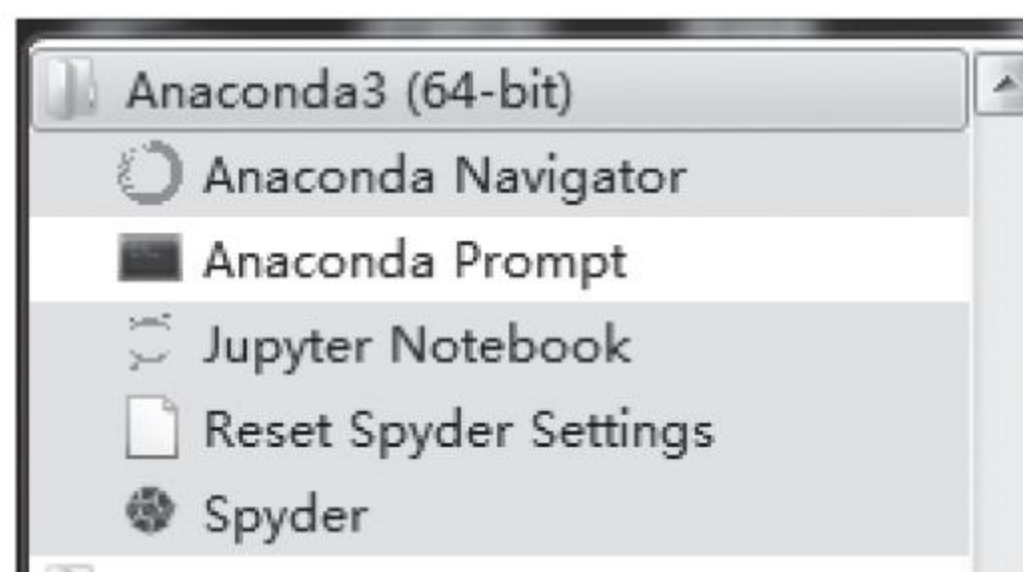 Anaconda3 (64-bit)
Anaconda Navigator
Anaconda Prompt
Jupyter Notebook
Reset Spyder Settings
Spyder